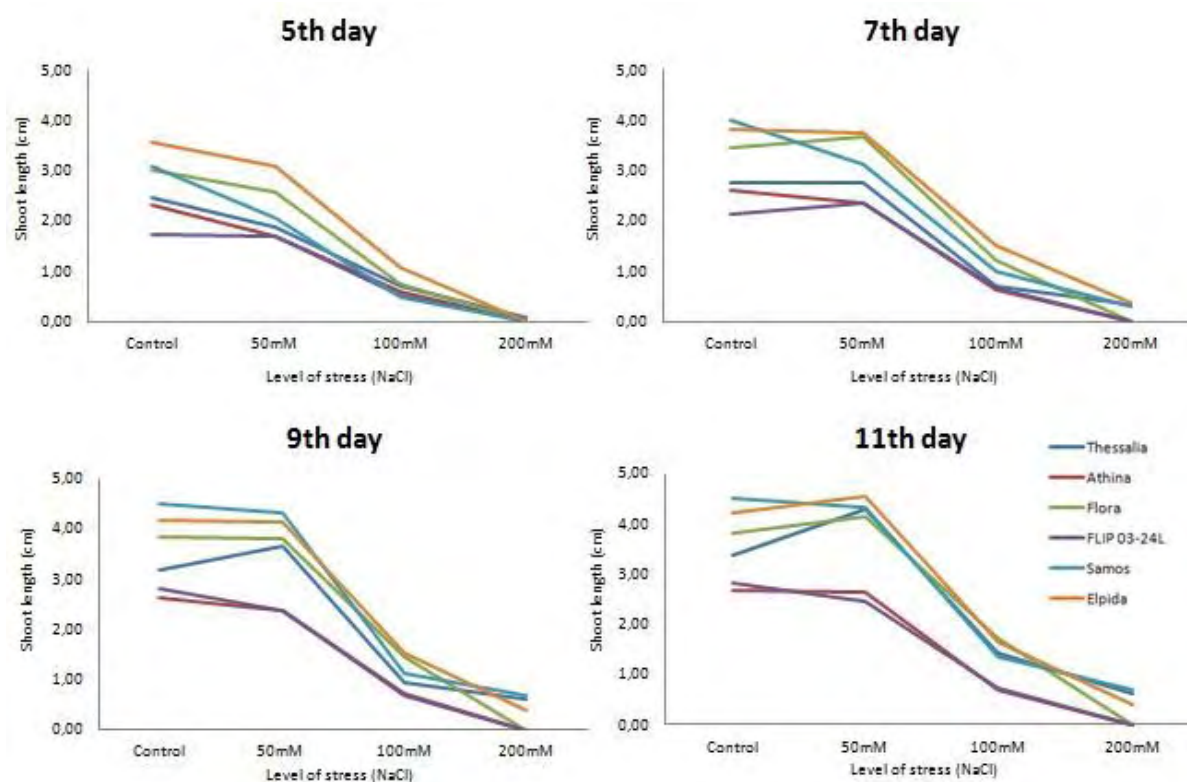 5th day
5,00
4,00
3,00
2,00
1,00
0,00
Shoot length (cm)
Control 50mM 100mM 200mM
Level of stress (NaCl)
7th day
5,00
4,00
3,00
2,00
1,00
0,00
Shoot length (cm)
Control 50mM 100mM 200mM
Level of stress (NaCl)
9th day
5,00
4,00
3,00
2,00
1,00
0,00
Shoot length (cm)
Control 50mM 100mM 200mM
Level of stress (NaCl)
11th day
5,00
4,00
3,00
2,00
1,00
0,00
Shoot length (cm)
Control 50mM 100mM 200mM
Level of stress (NaCl)
Thessalia
Athina
Flora
FLIP 03-24L
Samos
Elpida